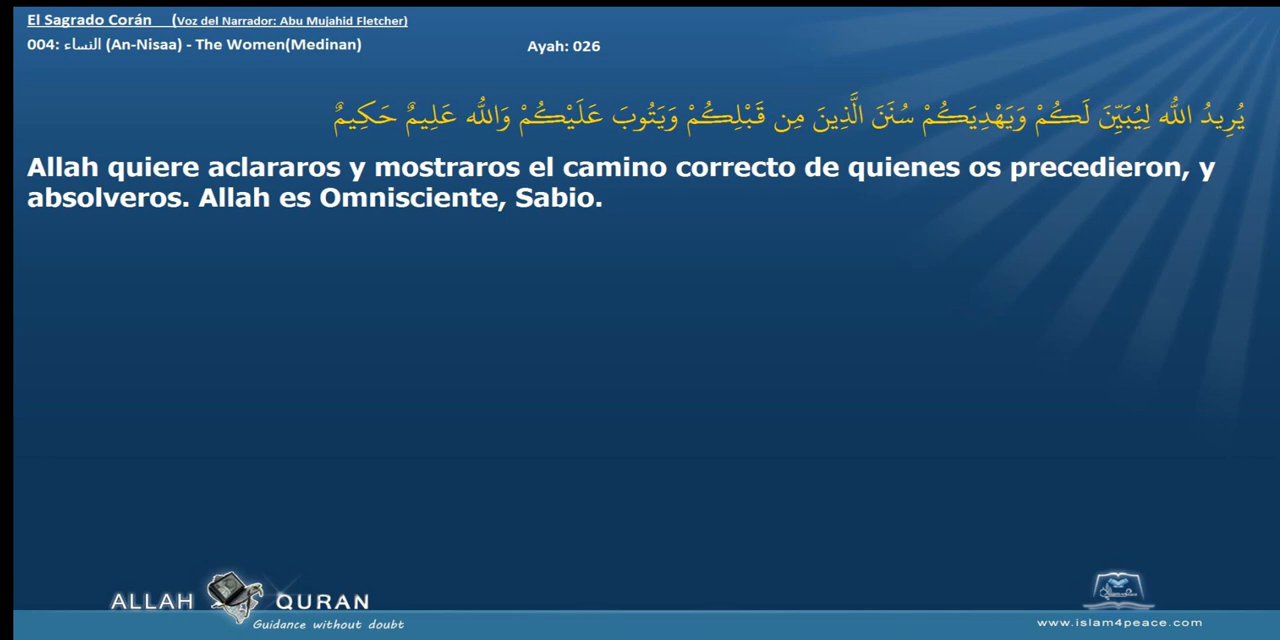 El Sagrado Corán (Voz del Narrador: Abu Mujahid Fletcher)
004: النساء (An-Nisaa) - The Women(Medinan) Ayah: 026
يُرِيدُ اللَّه لِيُبَيِّنَ لَكُمْ وَيَهْدِيَكُمْ سُنَنَ الَّذِينَ مِن قَبْلِكُمْ وَيَتُوبَ عَلَيْكُمْ وَاللَّه عَلِيمٌ حَكِيمٌ
Allah quiere aclararos y mostraros el camino correcto de quienes os precedieron, y
absolveros. Allah es Omnisciente, Sabio.
ALLAH QURAN
Guidance without doubt
www.islam4peace.com